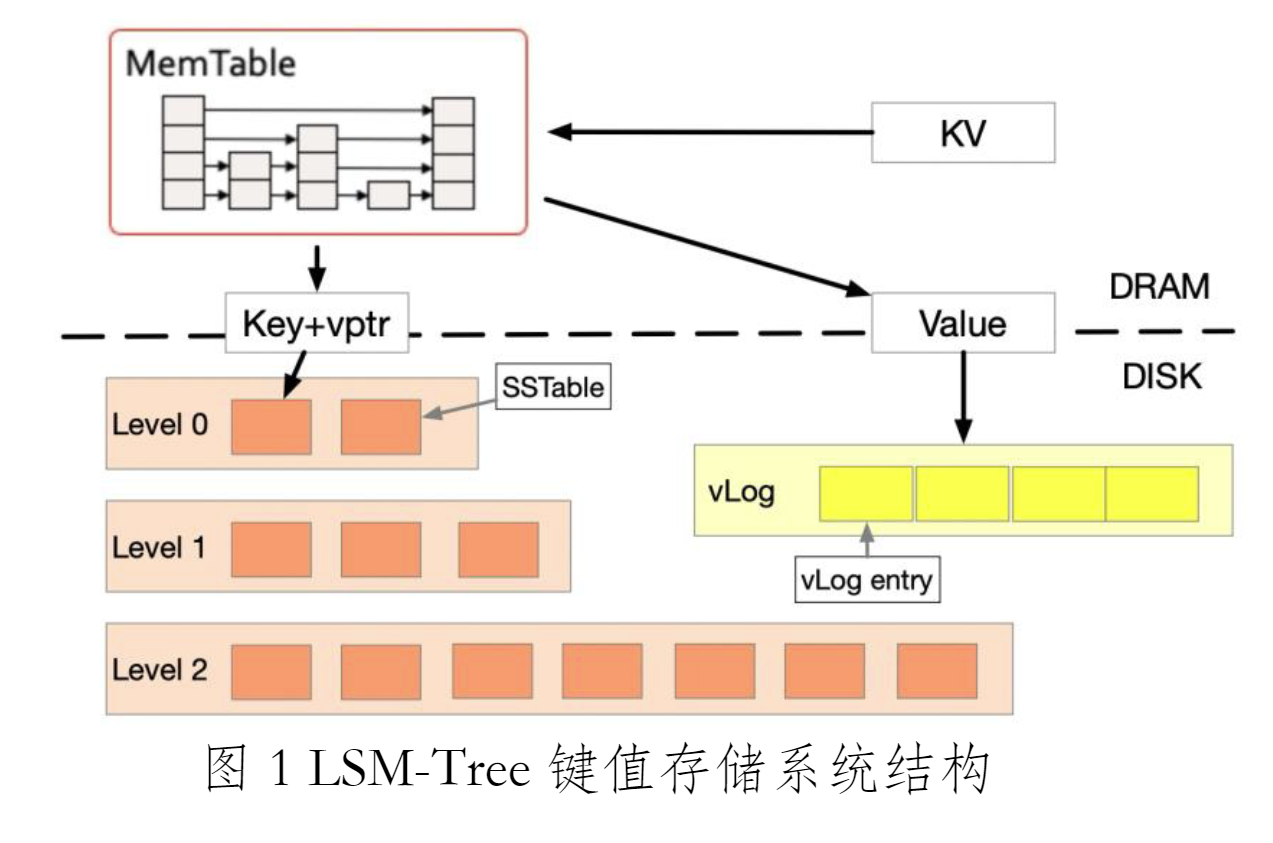 MemTable
KV
DRAM
Key+vptr
Value
DISK
SSTable
Level 0
vLog
Level 1
vLog entry
Level 2
图 1 LSM-Tree 键值存储系统结构